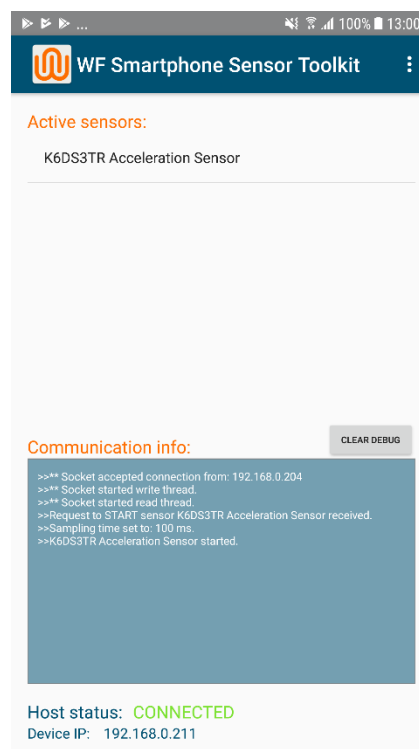 ... 100% 13:00
WF Smartphone Sensor Toolkit
Active sensors:
K6DS3TR Acceleration Sensor
Communication info:
CLEAR DEBUG
>>** Socket accepted connection from: 192.168.0.204
>>** Socket started write thread.
>>** Socket started read thread.
>>Request to START sensor K6DS3TR Acceleration Sensor received.
>>Sampling time set to: 100 ms.
>>K6DS3TR Acceleration Sensor started.
Host status: CONNECTED
Device IP: 192.168.0.211